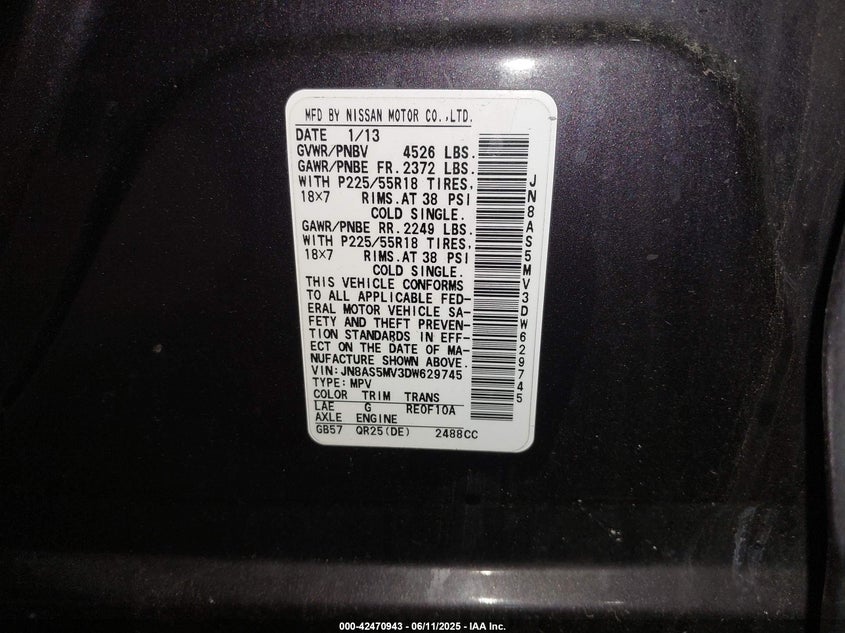 MFD BY NISSAN MOTOR CO.,LTD.
DATE 1/13
GVWR/PNBV 4526 LBS.
GAWR/PNBE FR. 2372 LBS.
WITH P225/55R18 TIRES,
18×7 RIMS.AT 38 PSI
COLD SINGLE.
GAWR/PNBE RR. 2249 LBS.
WITH P225/55R18 TIRES,
18×7 RIMS.AT 38 PSI
COLD SINGLE.
THIS VEHICLE CONFORMS
TO ALL APPLICABLE FED-
ERAL MOTOR VEHICLE SA-
FETY AND THEFT PREVEN-
TION STANDARDS IN EFF-
ECT ON THE DATE OF MA-
NUFACTURE SHOWN ABOVE.
VIN:JN8AS5MV3DW629745
TYPE:MPV
COLOR TRIM TRANS
LAE G RE0F10A
AXLE ENGINE
GB57 QR25(DE) 2488CC
JN8AS5MV3DW629745
000-42470943 - 06/11/2025 - IAA Inc.